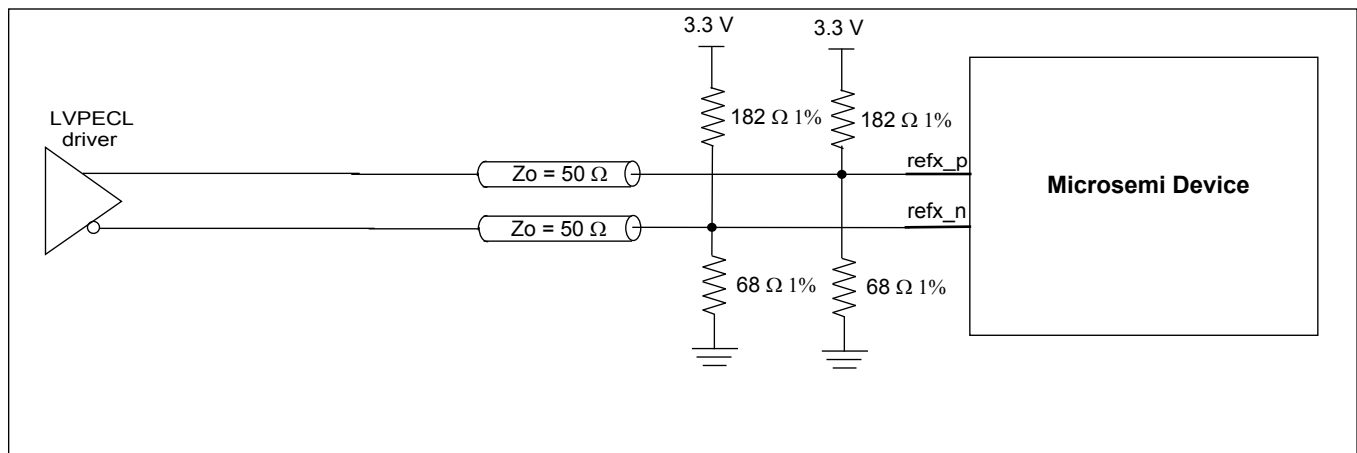 3.3 V
3.3 V
LVPECL
driver
182 Ω 1%
182 Ω 1%
Zo = 50 Ω
refx_p
Microsemi Device
Zo = 50 Ω
refx_n
68 Ω 1%
68 Ω 1%